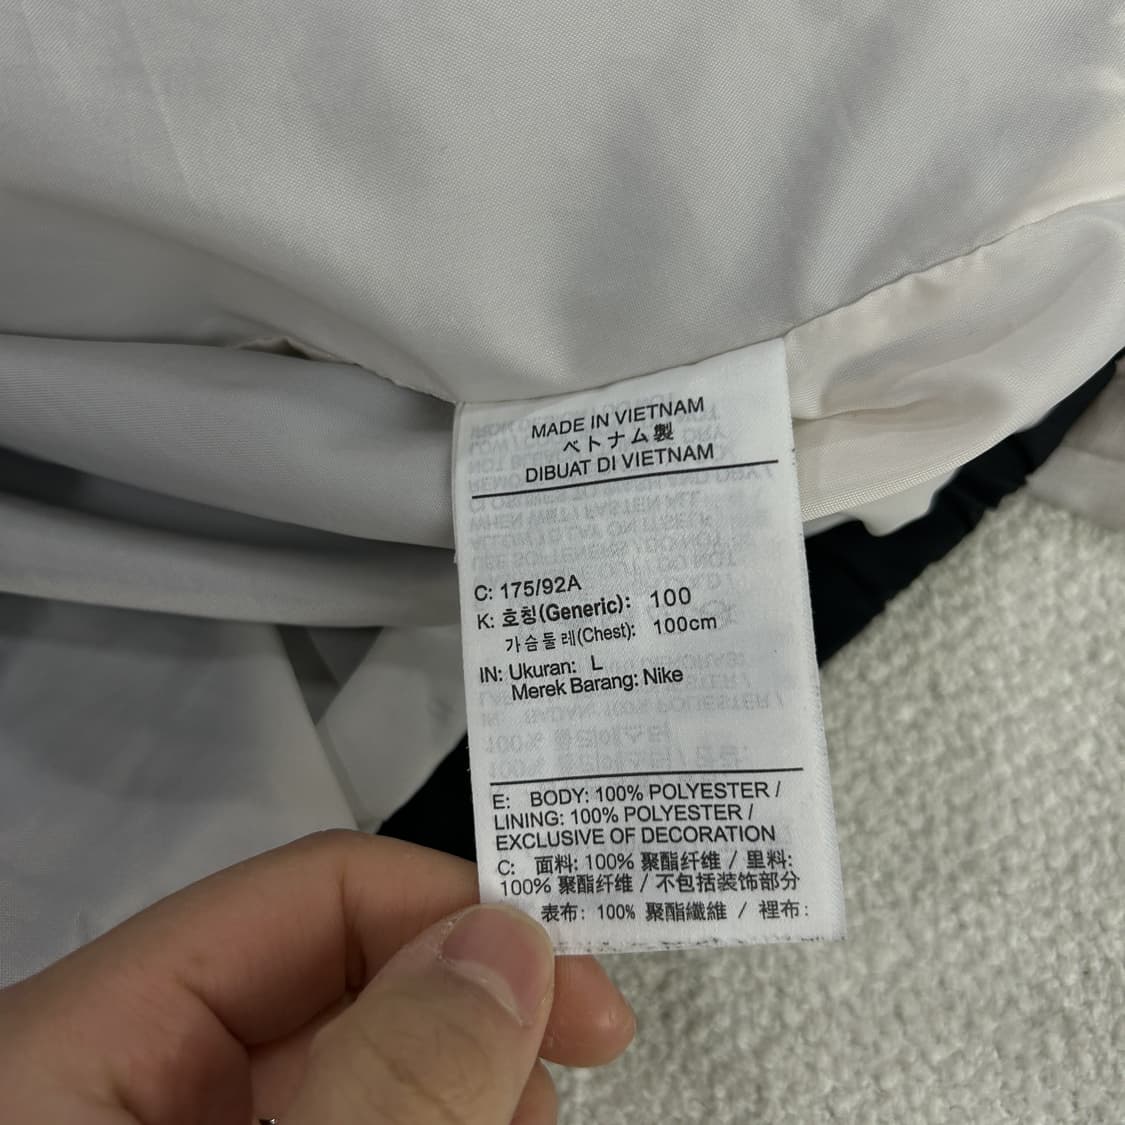 MADE IN VIETNAM
ベトナム製
DIBUAT DI VIETNAM
C: 175/92A
K: 호칭(Generic): 100
가슴둘레(Chest): 100cm
IN: Ukuran: L
Merek Barang: Nike
E: BODY: 100% POLYESTER /
LINING: 100% POLYESTER /
EXCLUSIVE OF DECORATION
C: 面料: 100% 聚酯纤维 / 里料:
100% 聚酯纤维 / 不包括装饰部分
表布: 100% 聚酯纖維 / 裡布: